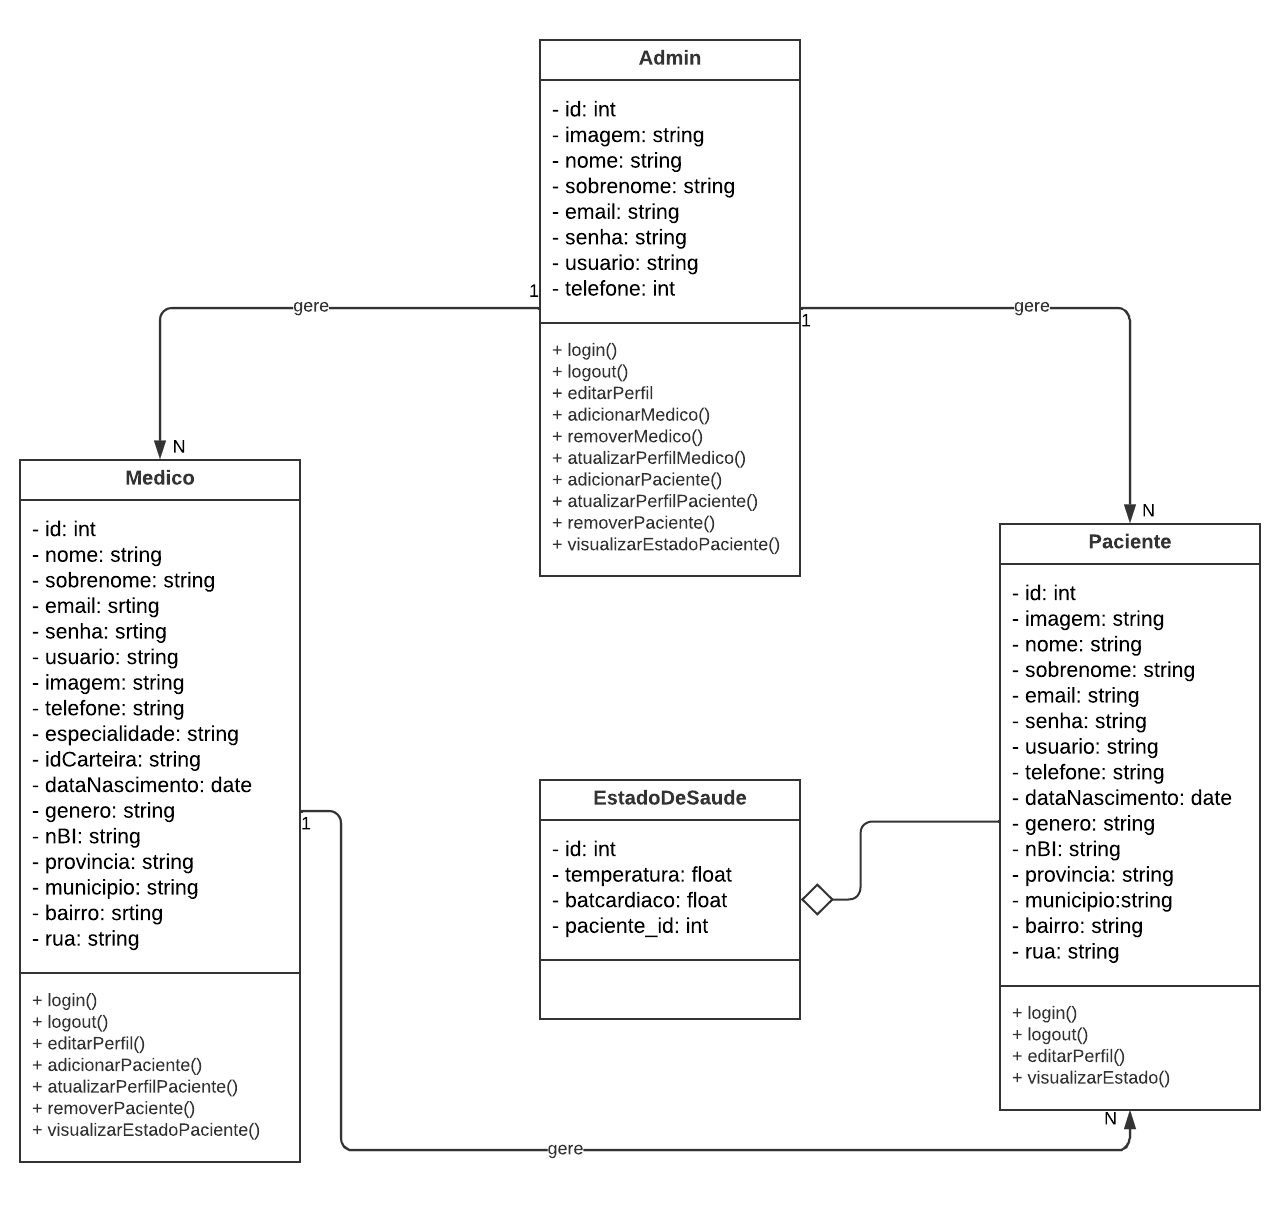 Admin
- id: int
- imagem: string
- nome: string
- sobrenome: string
- email: string
- senha: string
- usuario: string
- telefone: int
+ login()
+ logout()
+ editarPerfil
+ adicionarMedico()
+ removerMedico()
+ atualizarPerfilMedico()
+ adicionarPaciente()
+ atualizarPerfilPaciente()
+ removerPaciente()
+ visualizarEstadoPaciente()
1
gere
N
1
gere
N
Medico
- id: int
- nome: string
- sobrenome: string
- email: srting
- senha: srting
- usuario: string
- imagem: string
- telefone: string
- especialidade: string
- idCarteira: string
- dataNascimento: date
- genero: string
- nBI: string
- provincia: string
- municipio: string
- bairro: srting
- rua: string
+ login()
+ logout()
+ editarPerfil()
+ adicionarPaciente()
+ atualizarPerfilPaciente()
+ removerPaciente()
+ visualizarEstadoPaciente()
1
gere
N
EstadoDeSaude
- id: int
- temperatura: float
- batcardiaco: float
- paciente_id: int
Paciente
- id: int
- imagem: string
- nome: string
- sobrenome: string
- email: string
- senha: string
- usuario: string
- telefone: string
- dataNascimento: date
- genero: string
- nBI: string
- provincia: string
- municipio:string
- bairro: string
- rua: string
+ login()
+ logout()
+ editarPerfil()
+ visualizarEstado()